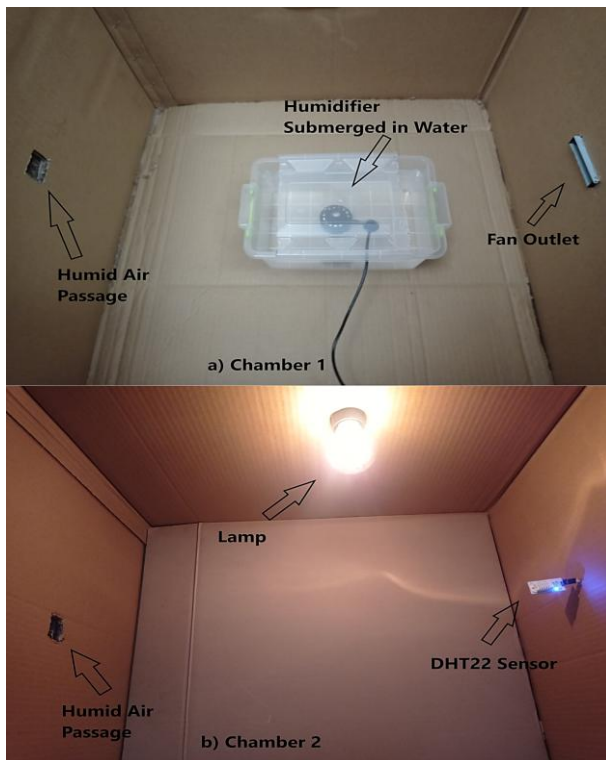 Humidifier
Submerged in Water
Fan Outlet
Humid Air
Passage
a) Chamber 1
Lamp
DHT22 Sensor
Humid Air
Passage
b) Chamber 2